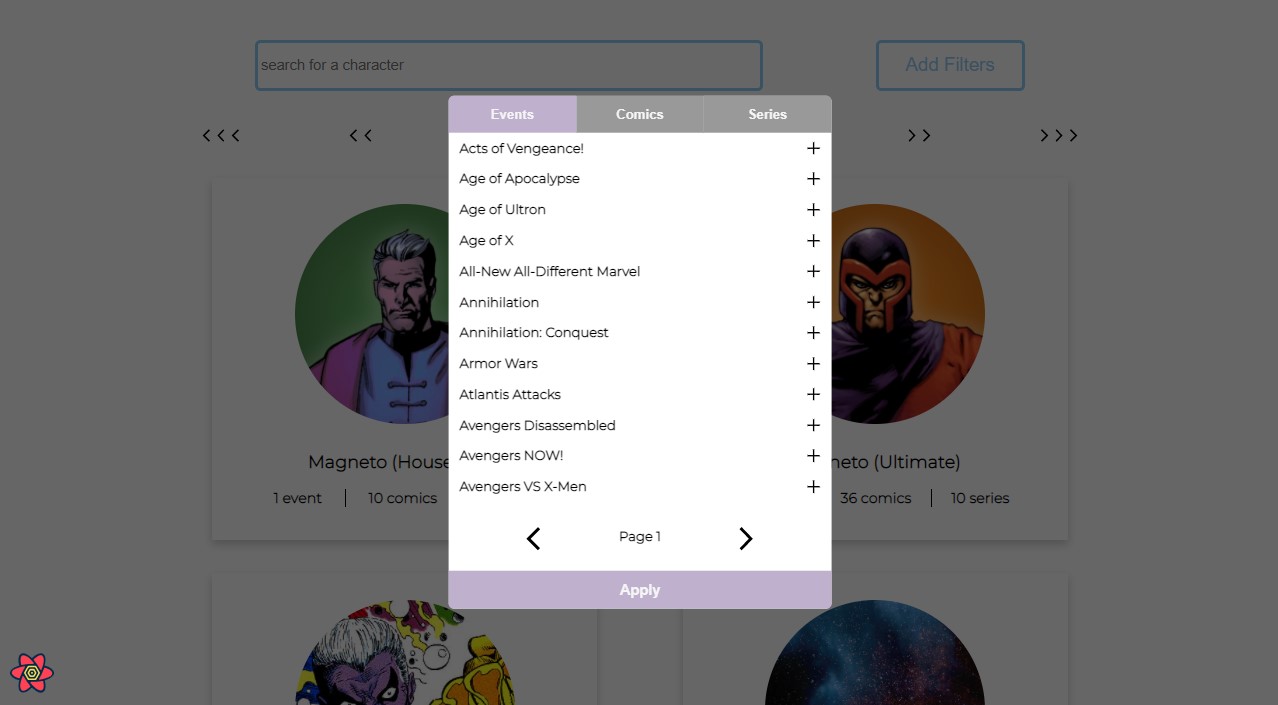 search for a character
Add Filters
Events Comics Series
Acts of Vengeance!
Age of Apocalypse
Age of Ultron
Age of X
All-New All-Different Marvel
Annihilation
Annihilation: Conquest
Armor Wars
Atlantis Attacks
Avengers Disassembled
Avengers NOW!
Avengers VS X-Men
Page 1
Apply
Magneto (House
1 event | 10 comics
neto (Ultimate)
36 comics | 10 series